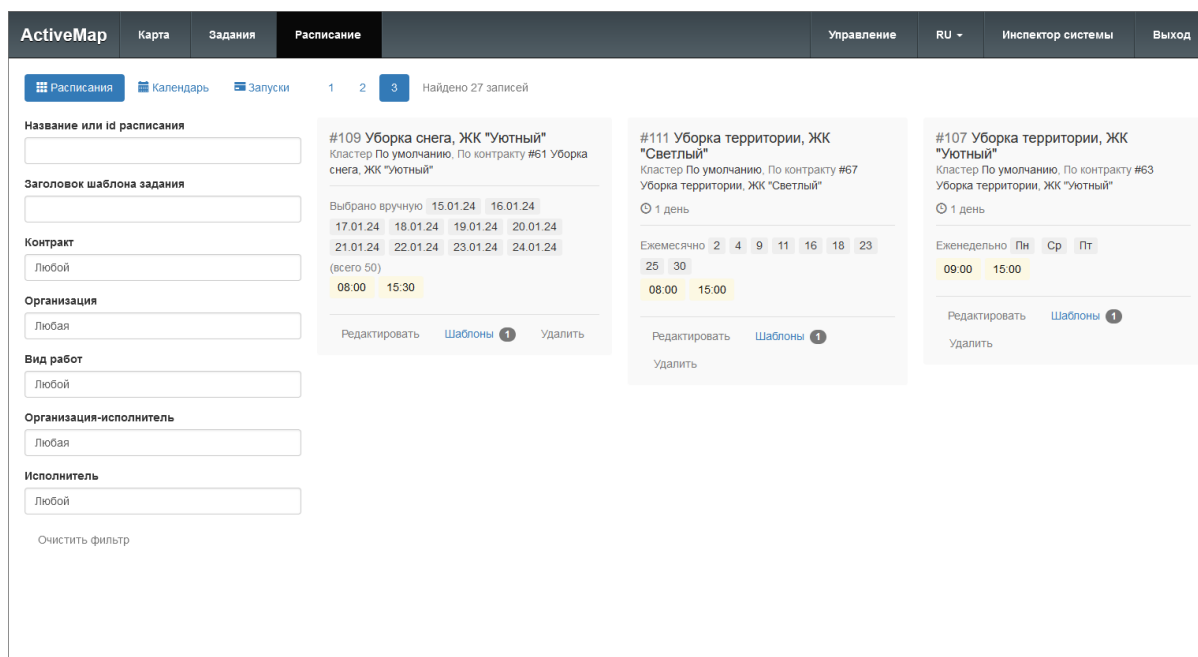 ActiveMap Карта Задания Расписание Управление RU Инспектор системы Выход
Расписания Календарь Запуски 1 2 3 Найдено 27 записей
Название или id расписания
Заголовок шаблона задания
Контракт
Любой
Организация
Любая
Вид работ
Любой
Организация-исполнитель
Любая
Исполнитель
Любой
Очистить фильтр
#109 Уборка снега, ЖК "Уютный"
Кластер По умолчанию, По контракту #61 Уборка
снега, ЖК "Уютный"
Выбрано вручную 15.01.24 16.01.24
17.01.24 18.01.24 19.01.24 20.01.24
21.01.24 22.01.24 23.01.24 24.01.24
(всего 50)
08:00 15:30
Редактировать Шаблоны 1 Удалить
#111 Уборка территории, ЖК
"Светлый"
Кластер По умолчанию, По контракту #67
Уборка территории, ЖК "Светлый"
1 день
Ежемесячно 2 4 9 11 16 18 23
25 30
08:00 15:00
Редактировать Шаблоны 1
Удалить
#107 Уборка территории, ЖК
"Уютный"
Кластер По умолчанию, По контракту #63
Уборка территории, ЖК "Уютный"
1 день
Еженедельно Пн Ср Пт
09:00 15:00
Редактировать Шаблоны 1
Удалить